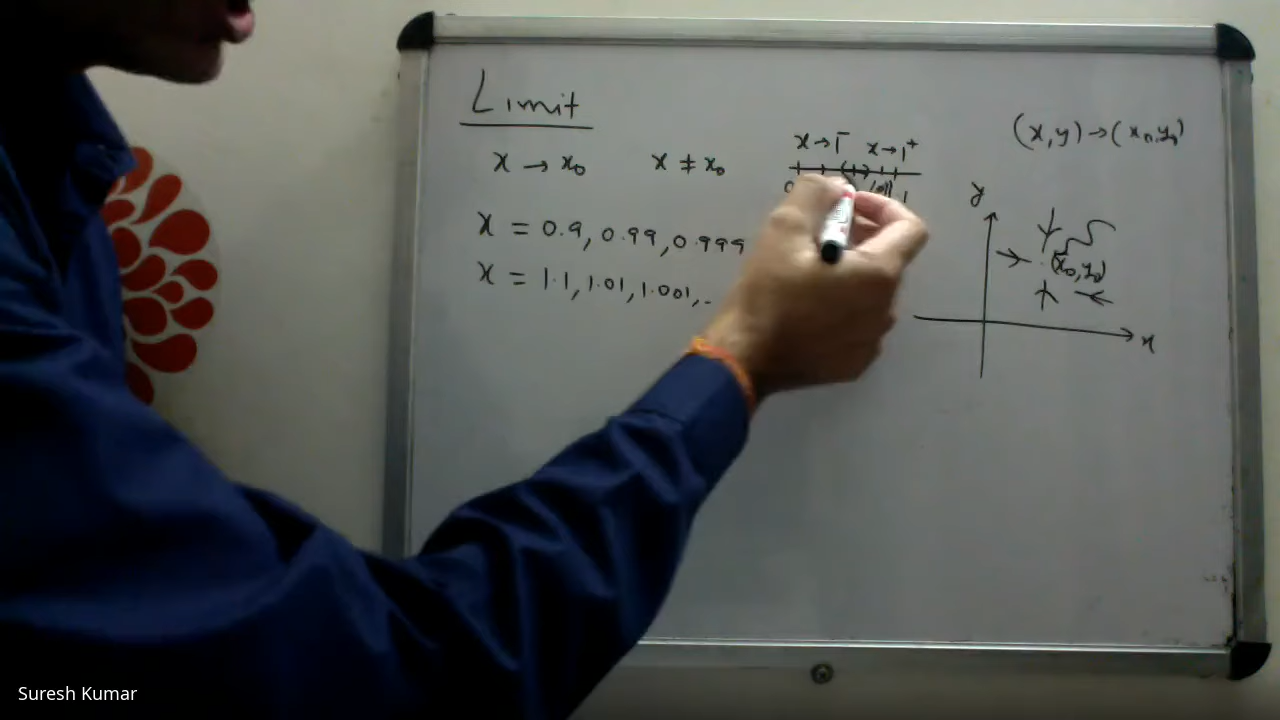 Limit
x → x₀
x ≠ x₀
x = 0.9, 0.99, 0.999
x = 1.1, 1.01, 1.001, ..
x → 1⁻
x → 1⁺
(x, y) → (x₀, y₀)
y
(x₀, y₀)
x
Suresh Kumar